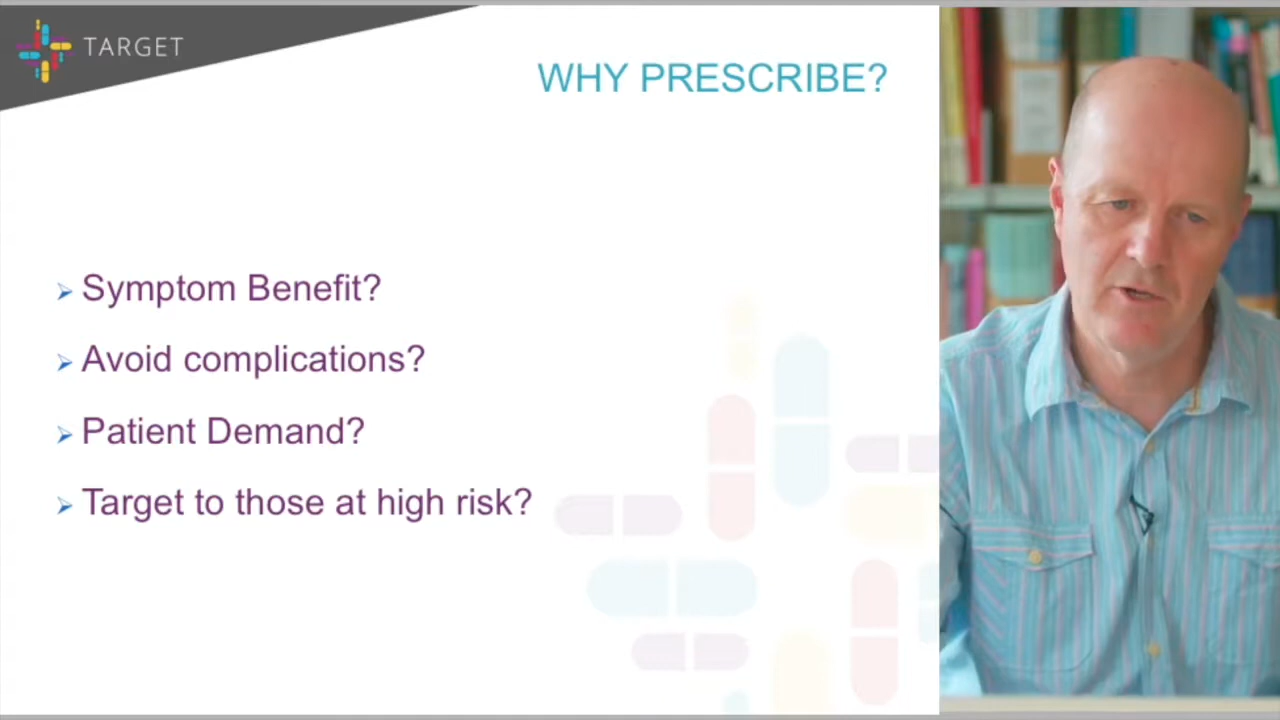 TARGET
WHY PRESCRIBE?
Symptom Benefit?
Avoid complications?
Patient Demand?
Target to those at high risk?